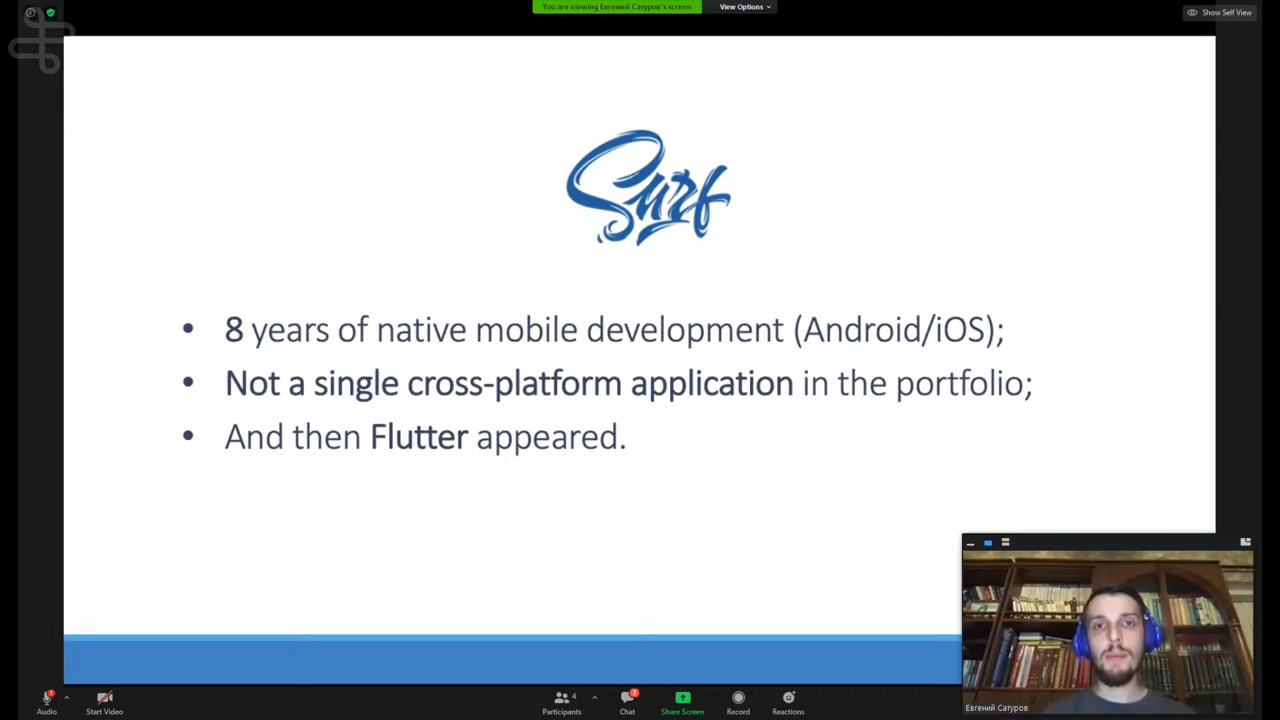 You are viewing Евгений Сатуров's screen
View Options
Show Self View
Surf
8 years of native mobile development (Android/iOS);
Not a single cross-platform application in the portfolio;
And then Flutter appeared.
Евгений Сатуров
Audio
Start Video
Participants
4
Chat
3
Share Screen
Record
Reactions